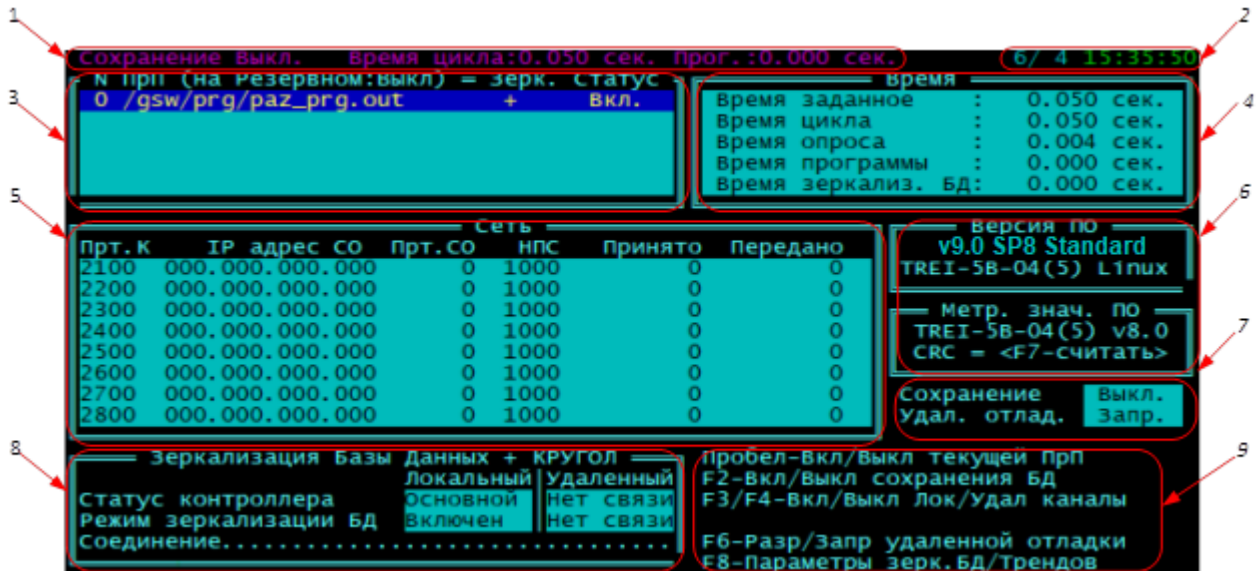 1
2
Сохранение Выкл. Время цикла:0.050 сек. Прог.:0.000 сек. 6/ 4 15:35:50
3
N ПрП (на Резервном:Выкл) = Зерк. Статус
0 /gsw/prg/paz_prg.out + Вкл.
Время
Время заданное : 0.050 сек.
Время цикла : 0.050 сек.
Время опроса : 0.004 сек.
Время программы : 0.000 сек.
Время зеркализ. БД: 0.000 сек.
4
5
Сеть
Прт.К IP адрес СО Прт.СО НПС Принято Передано
2100 000.000.000.000 0 1000 0 0
2200 000.000.000.000 0 1000 0 0
2300 000.000.000.000 0 1000 0 0
2400 000.000.000.000 0 1000 0 0
2500 000.000.000.000 0 1000 0 0
2600 000.000.000.000 0 1000 0 0
2700 000.000.000.000 0 1000 0 0
2800 000.000.000.000 0 1000 0 0
6
Версия ПО
v9.0 SP8 Standard
TREI-5B-04(5) Linux
Метр. знач. ПО
TREI-5B-04(5) v8.0
CRC = <F7-считать>
7
Сохранение Выкл.
Удал. отлад. Запр.
8
Зеркализация Базы Данных + КРУГОЛ
Локальный Удаленный
Статус контроллера Основной Нет связи
Режим зеркализации БД Включен Нет связи
Соединение..................................
9
Пробел-Вкл/Выкл текущей ПрП
F2-Вкл/Выкл сохранения БД
F3/F4-Вкл/Выкл Лок/Удал каналы
F6-Разр/Запр удаленной отладки
F8-Параметры зерк.БД/Трендов